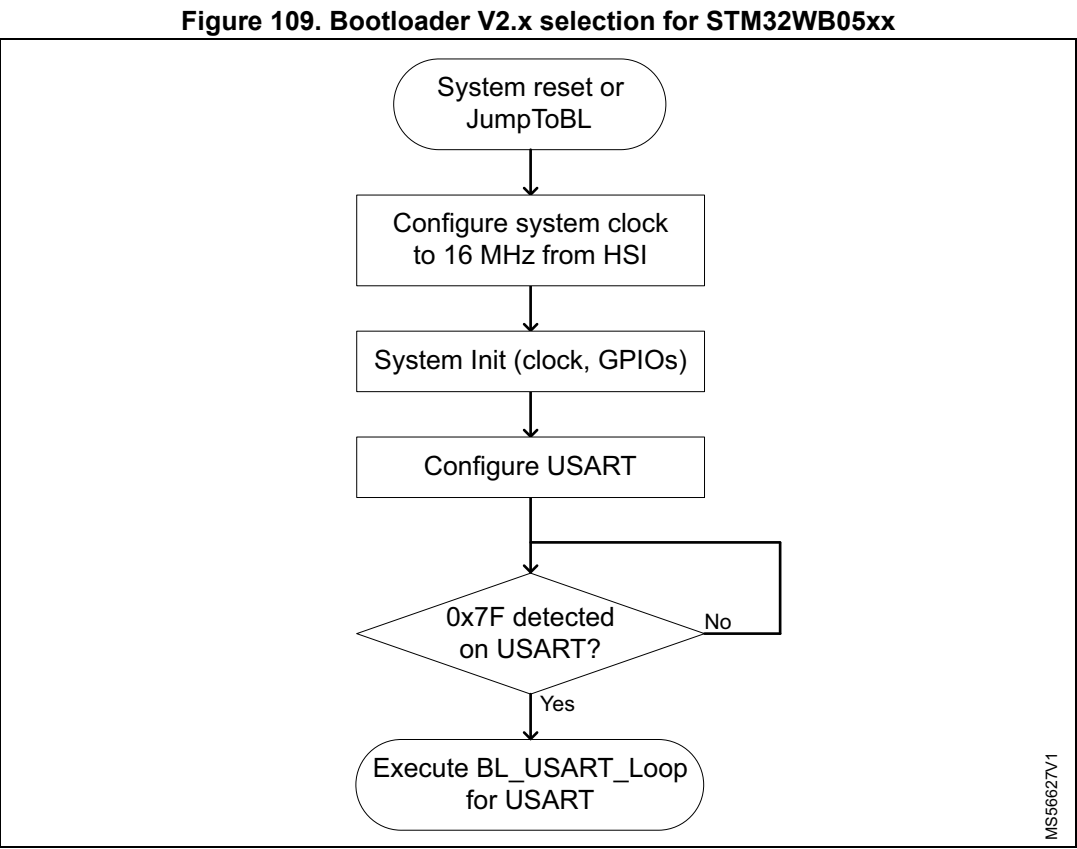 Figure 109. Bootloader V2.x selection for STM32WB05xx
System reset or
JumpToBL
Configure system clock
to 16 MHz from HSI
System Init (clock, GPIOs)
Configure USART
0x7F detected
on USART?
No
Yes
Execute BL_USART_Loop
for USART
MS56627V1